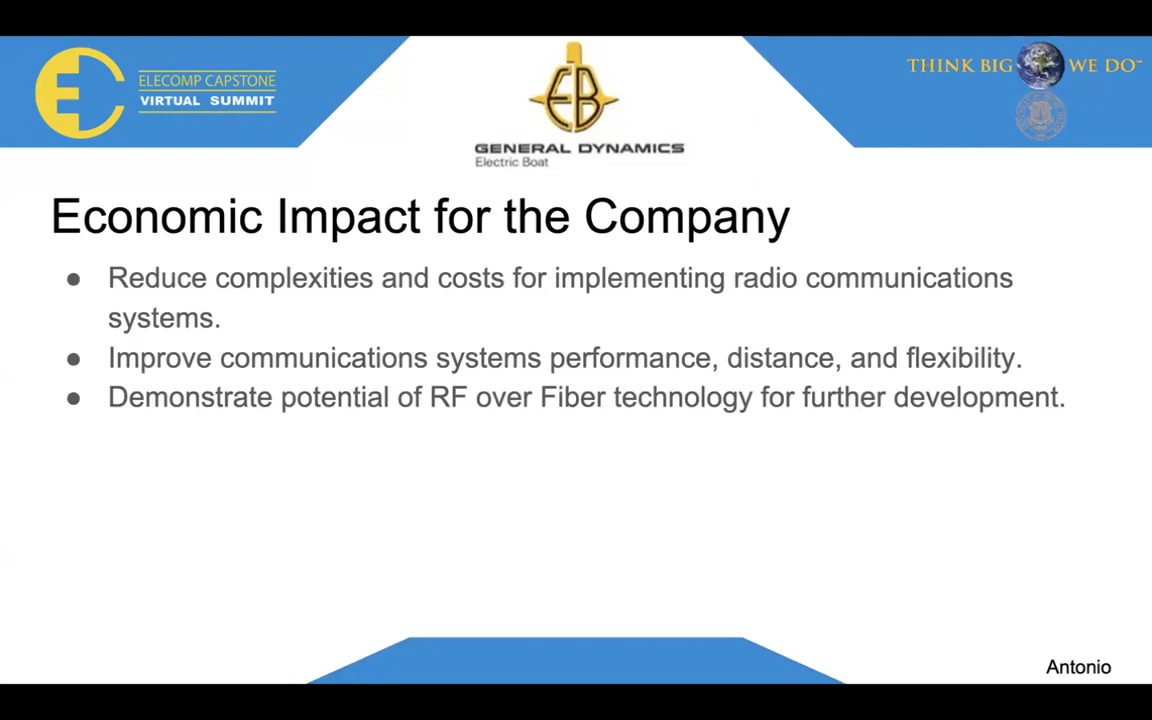 ELECOMP CAPSTONE
VIRTUAL SUMMIT
EB
GENERAL DYNAMICS
Electric Boat
THINK BIG WE DO™
Economic Impact for the Company
● Reduce complexities and costs for implementing radio communications
systems.
● Improve communications systems performance, distance, and flexibility.
● Demonstrate potential of RF over Fiber technology for further development.
Antonio